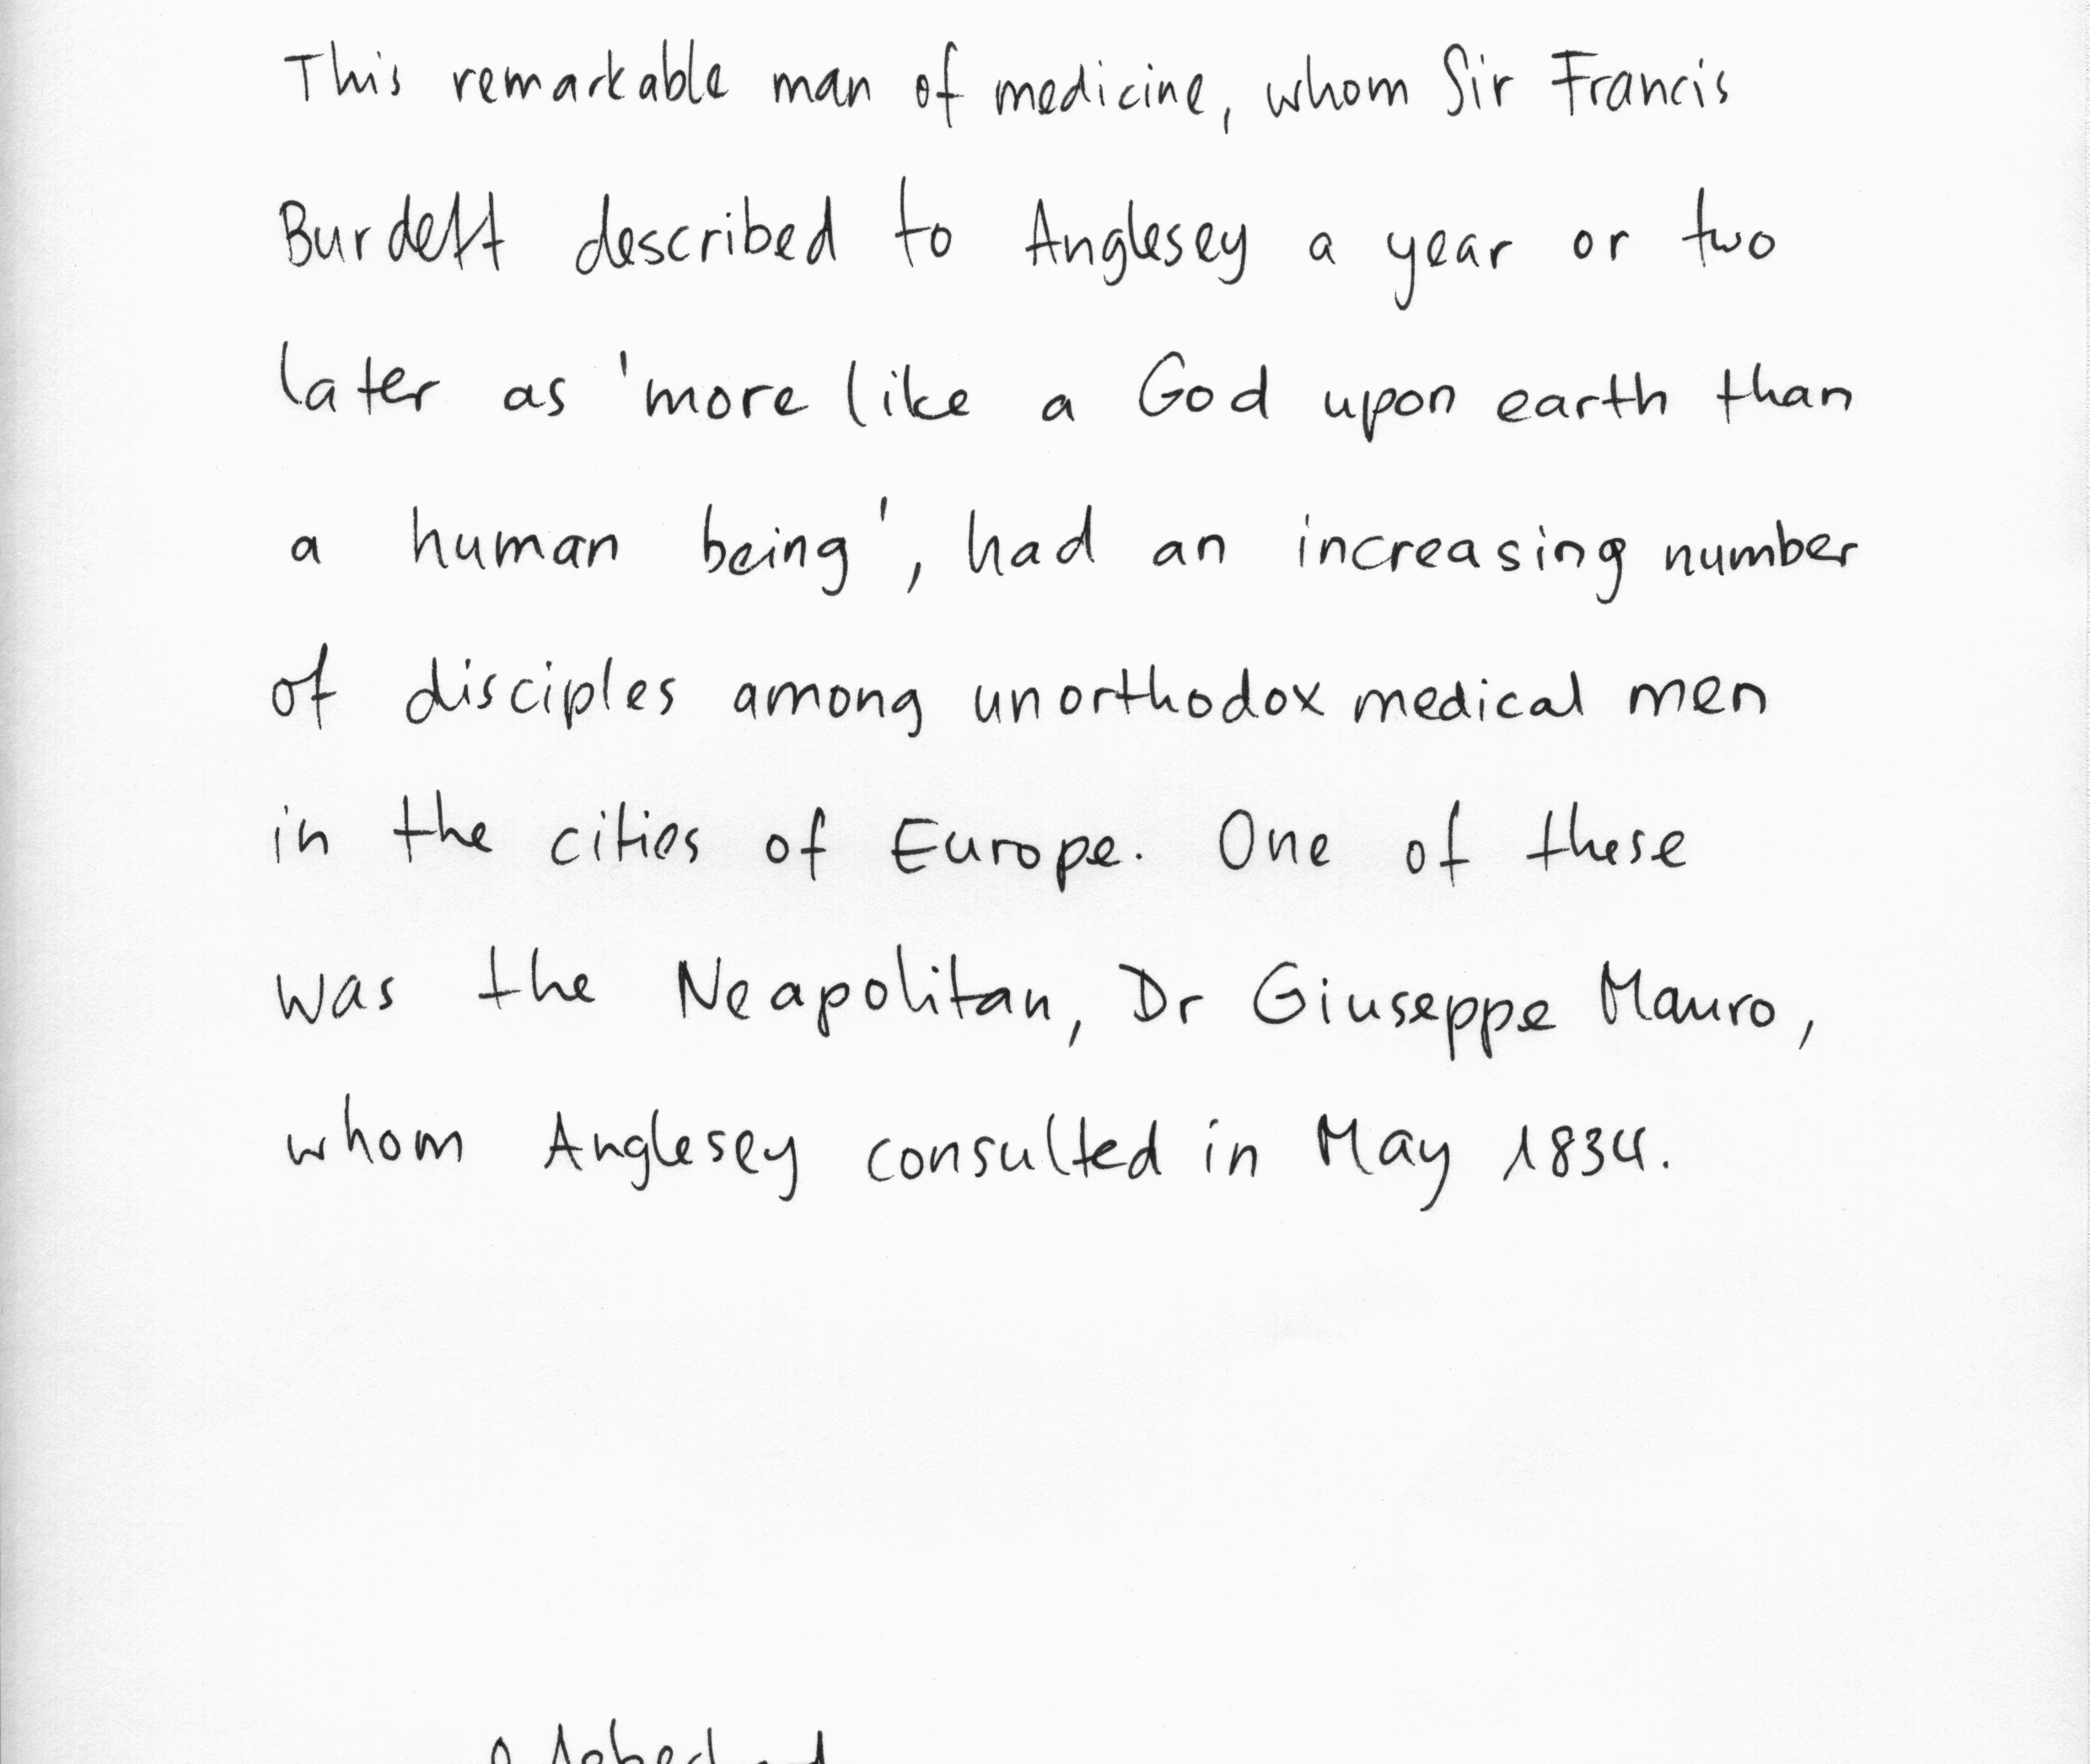 This remarkable man of medicine, whom Sir Francis
Burdett described to Anglesey a year or two
later as 'more like a God upon earth than
a human being', had an increasing number
of disciples among unorthodox medical men
in the cities of Europe. One of these
was the Neapolitan, Dr Giuseppe Mauro,
whom Anglesey consulted in May 1834.